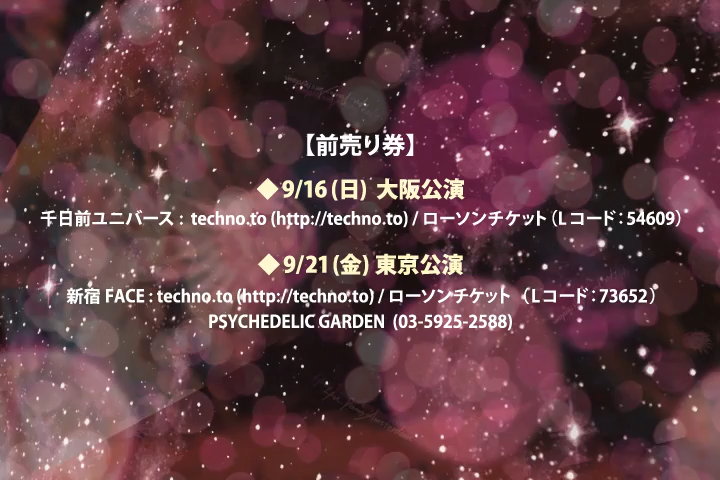 【前売り券】
◆9/16 (日) 大阪公演
千日前ユニバース : techno.to (http://techno.to) / ローソンチケット (L コード : 54609)
◆9/21 (金) 東京公演
新宿 FACE : techno.to (http://techno.to) / ローソンチケット (L コード : 73652)
PSYCHEDELIC GARDEN (03-5925-2588)